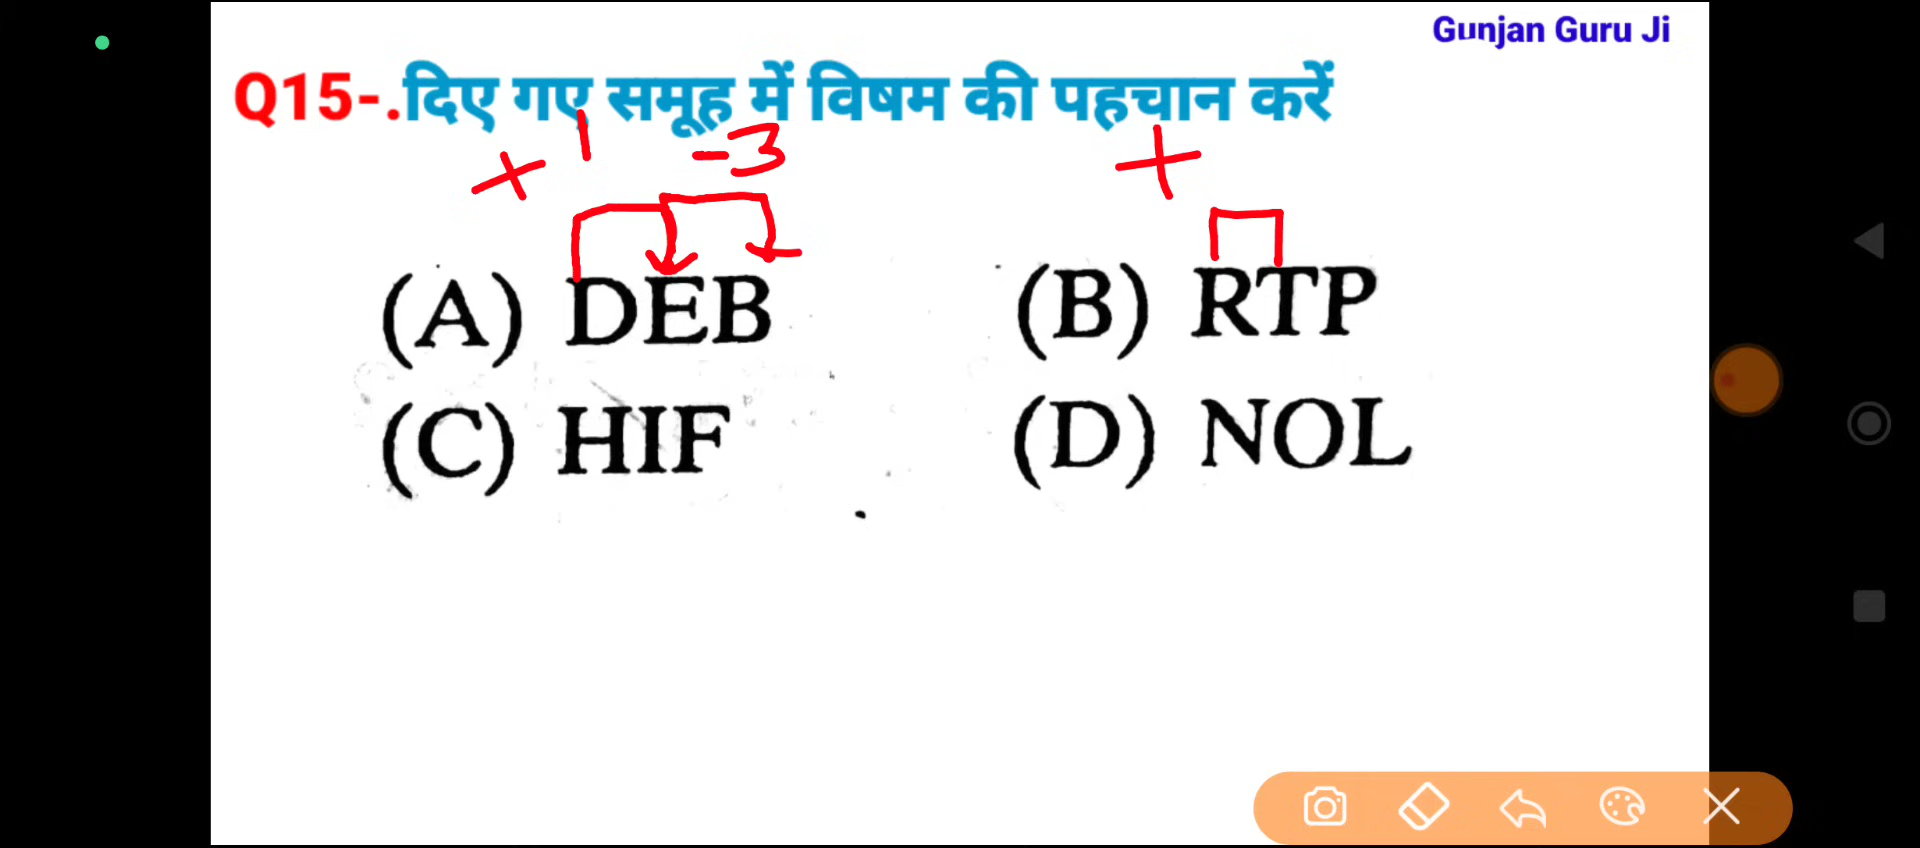 Gunjan Guru Ji
Q15-.दिए गए समूह में विषम की पहचान करें
+1 -3 +
(A) DEB (B) RTP
(C) HIF (D) NOL